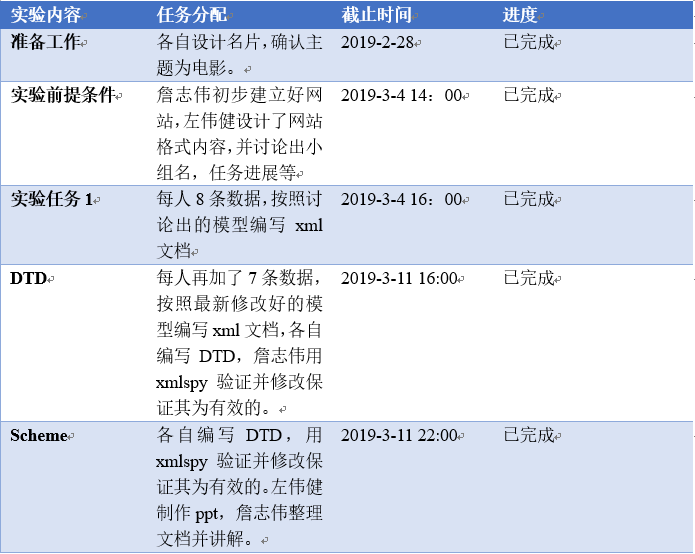 实验内容 任务分配 截止时间 进度
准备工作 各自设计名片，确认主 2019-2-28 已完成
题为电影。
实验前提条件 詹志伟初步建立好网 2019-3-4 14：00 已完成
站，左伟健设计了网站
格式内容，并讨论出小
组名，任务进展等
实验任务 1 每人 8 条数据，按照讨 2019-3-4 16：00 已完成
论出的模型编写 xml
文档
DTD 每人再加了 7 条数据， 2019-3-11 16:00 已完成
按照最新修改好的模
型编写 xml 文档，各自
编写 DTD，詹志伟用
xmlspy 验证并修改保
证其为有效的。
Scheme 各自编写 DTD，用 2019-3-11 22:00 已完成
xmlspy 验证并修改保
证其为有效的。左伟健
制作 ppt，詹志伟整理
文档并讲解。